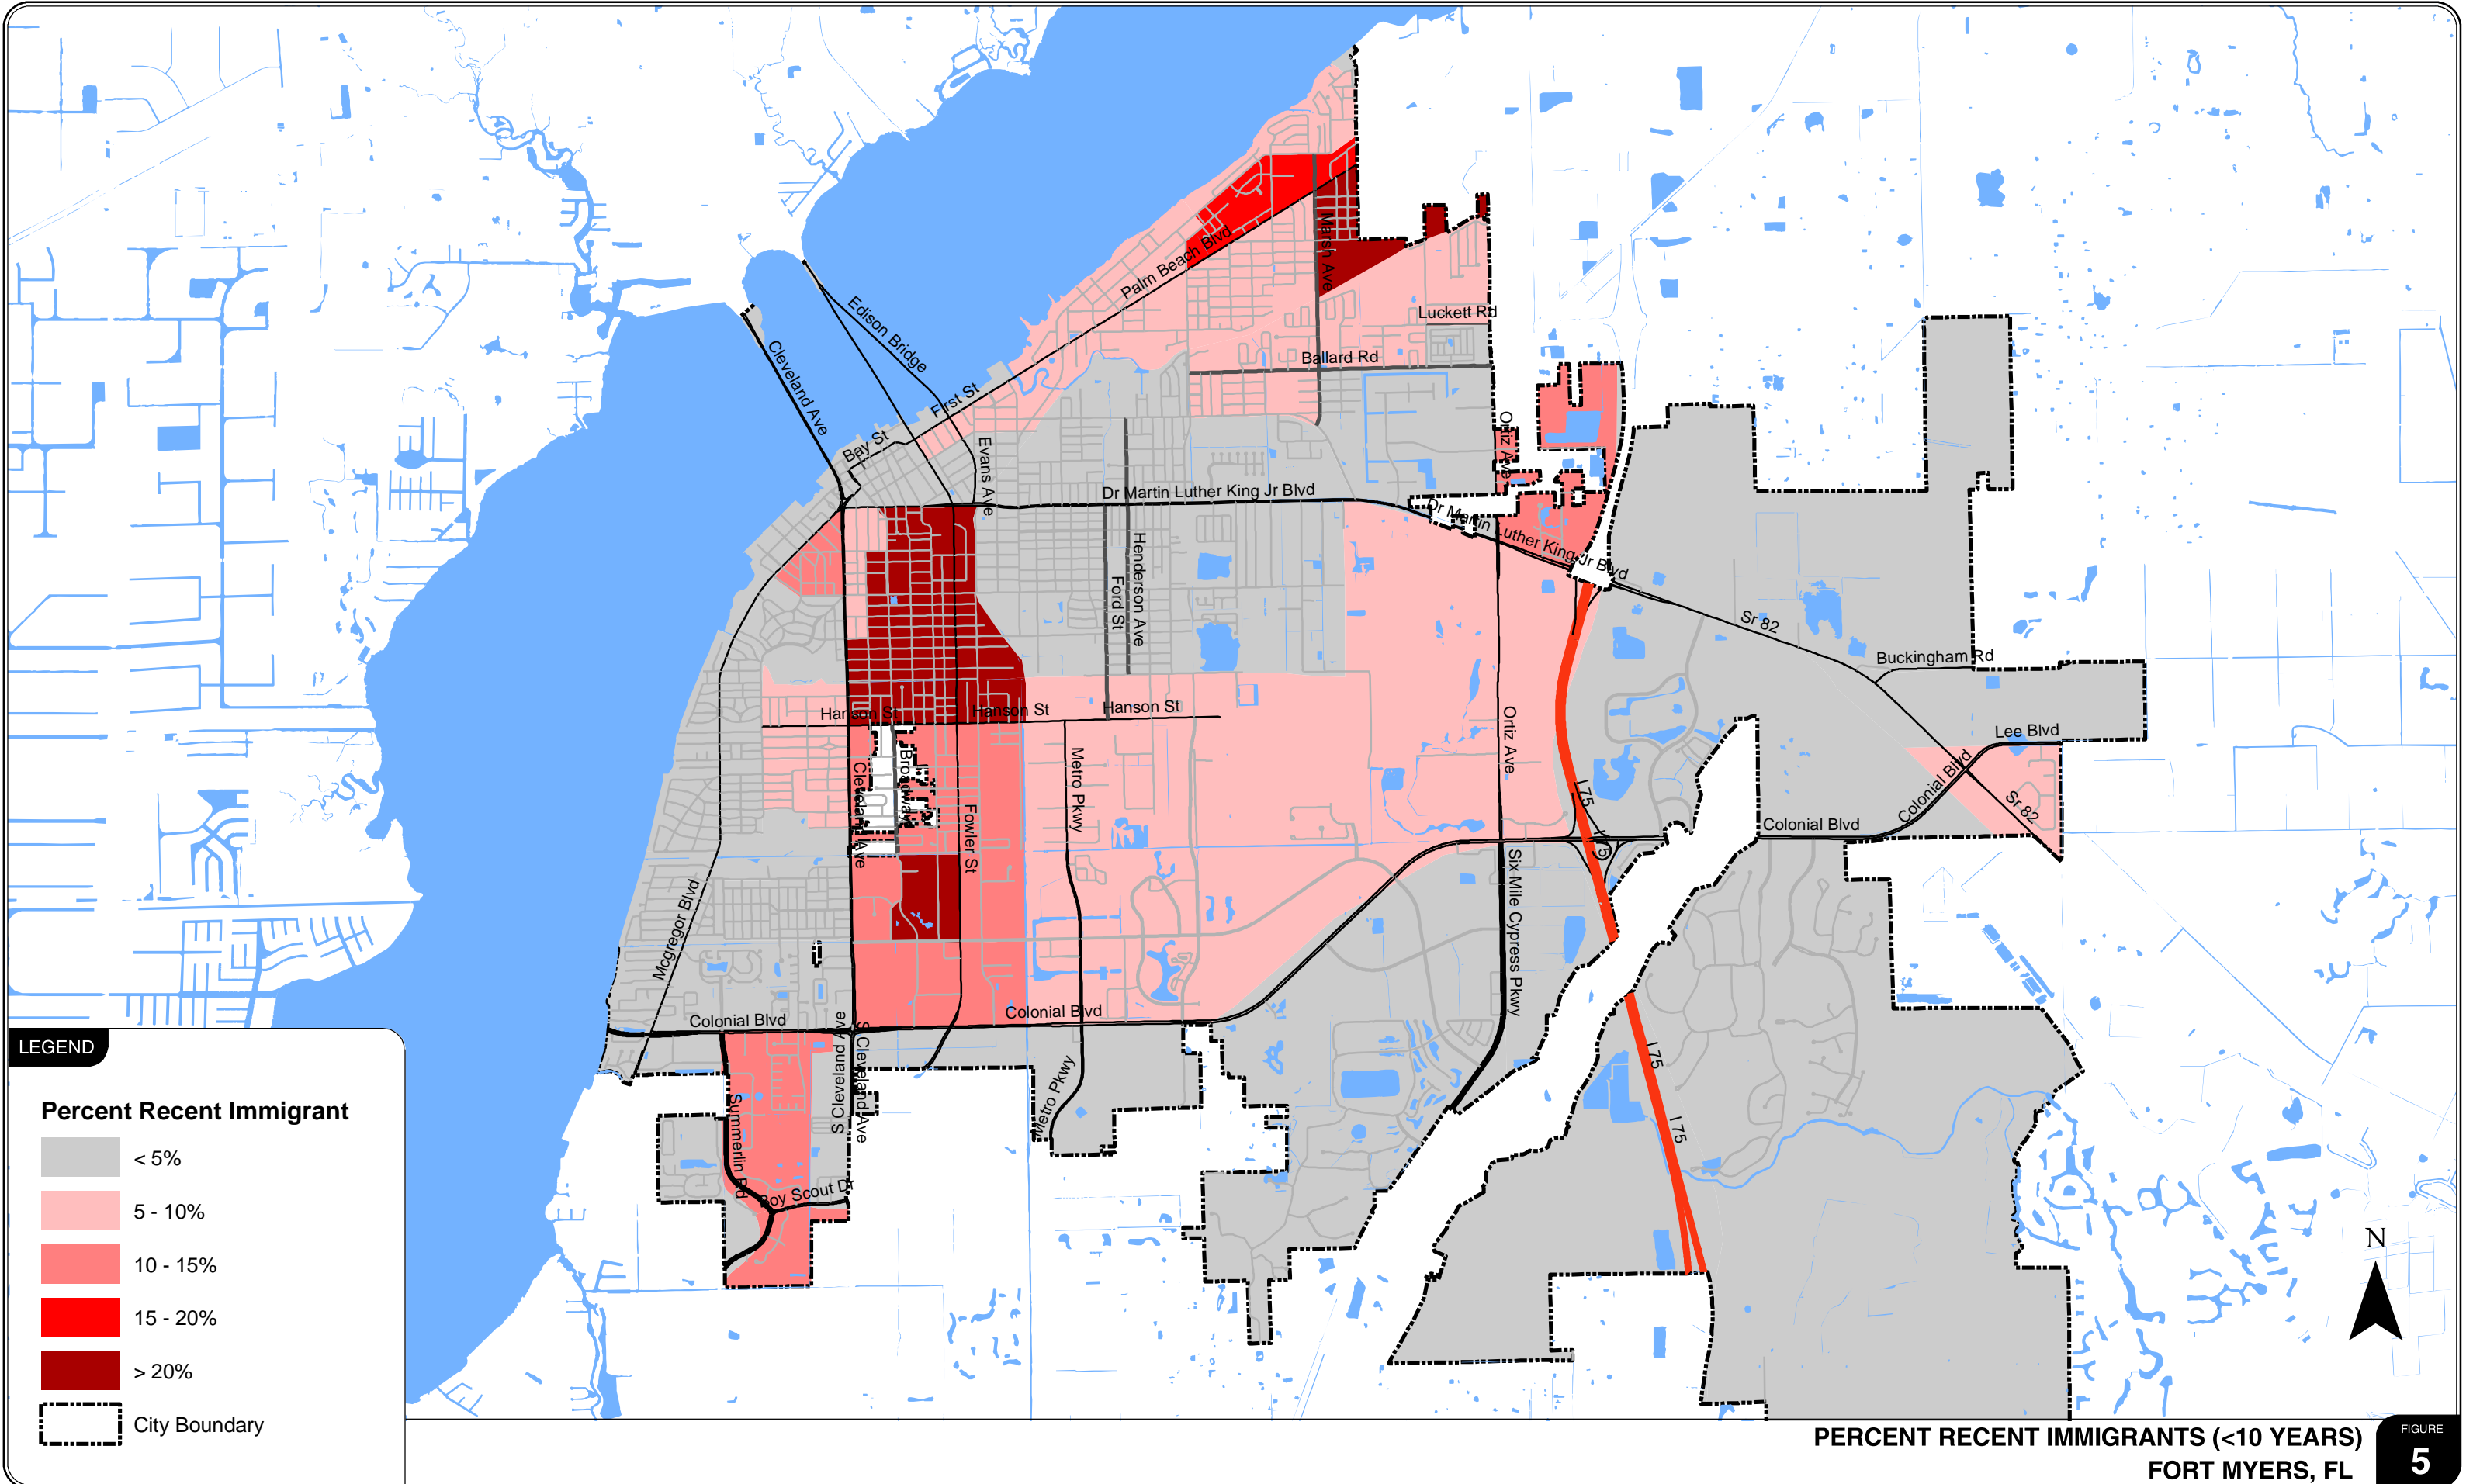 Edison Bridge
Cleveland Ave
First St
Bay St
Palm Beach Blvd
Marsh Ave
Luckett Rd
Ballard Rd
Evans Ave
Ortiz Ave
Dr Martin Luther King Jr Blvd
Dr Martin Luther King Jr Blvd
Henderson Ave
Ford St
Sr 82
Buckingham Rd
Hanson St
Hanson St
Hanson St
Ortiz Ave
Lee Blvd
Colonial Blvd
Sr 82
Metro Pkwy
Broadway
Cleveland Ave
Fowler St
I 75
I 75
Colonial Blvd
Six Mile Cypress Pkwy
Mcgregor Blvd
Colonial Blvd
Colonial Blvd
S Cleveland Ave
S Cleveland Ave
Metro Pkwy
I 75
I 75
Summerlin Rd
Boy Scout Dr
LEGEND
Percent Recent Immigrant
< 5%
5 - 10%
10 - 15%
15 - 20%
> 20%
City Boundary
N
PERCENT RECENT IMMIGRANTS (<10 YEARS)
FORT MYERS, FL
FIGURE
5